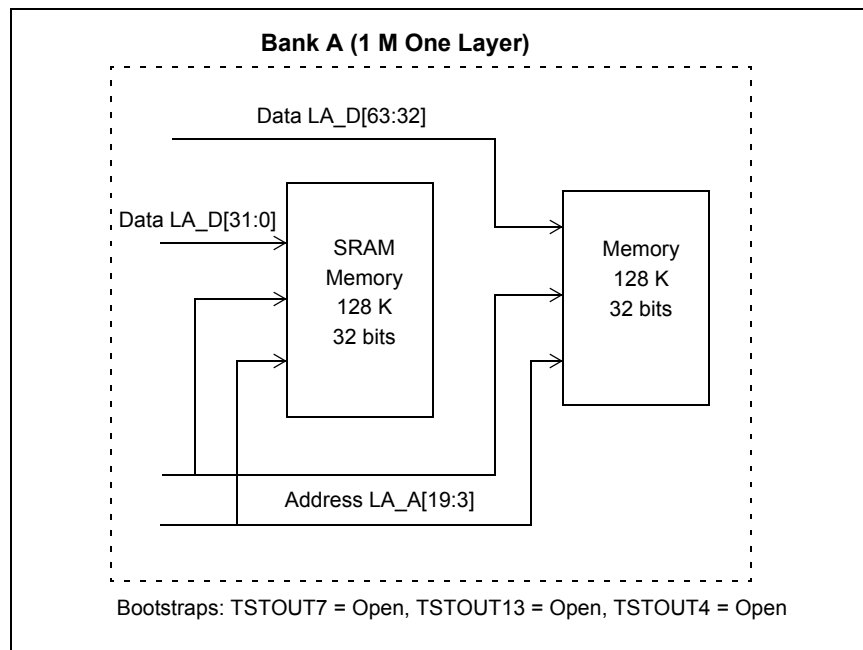 Bank A (1 M One Layer)
Data LA_D[63:32]
Data LA_D[31:0]
SRAM
Memory
128 K
32 bits
Memory
128 K
32 bits
Address LA_A[19:3]
Bootstraps: TSTOUT7 = Open, TSTOUT13 = Open, TSTOUT4 = Open